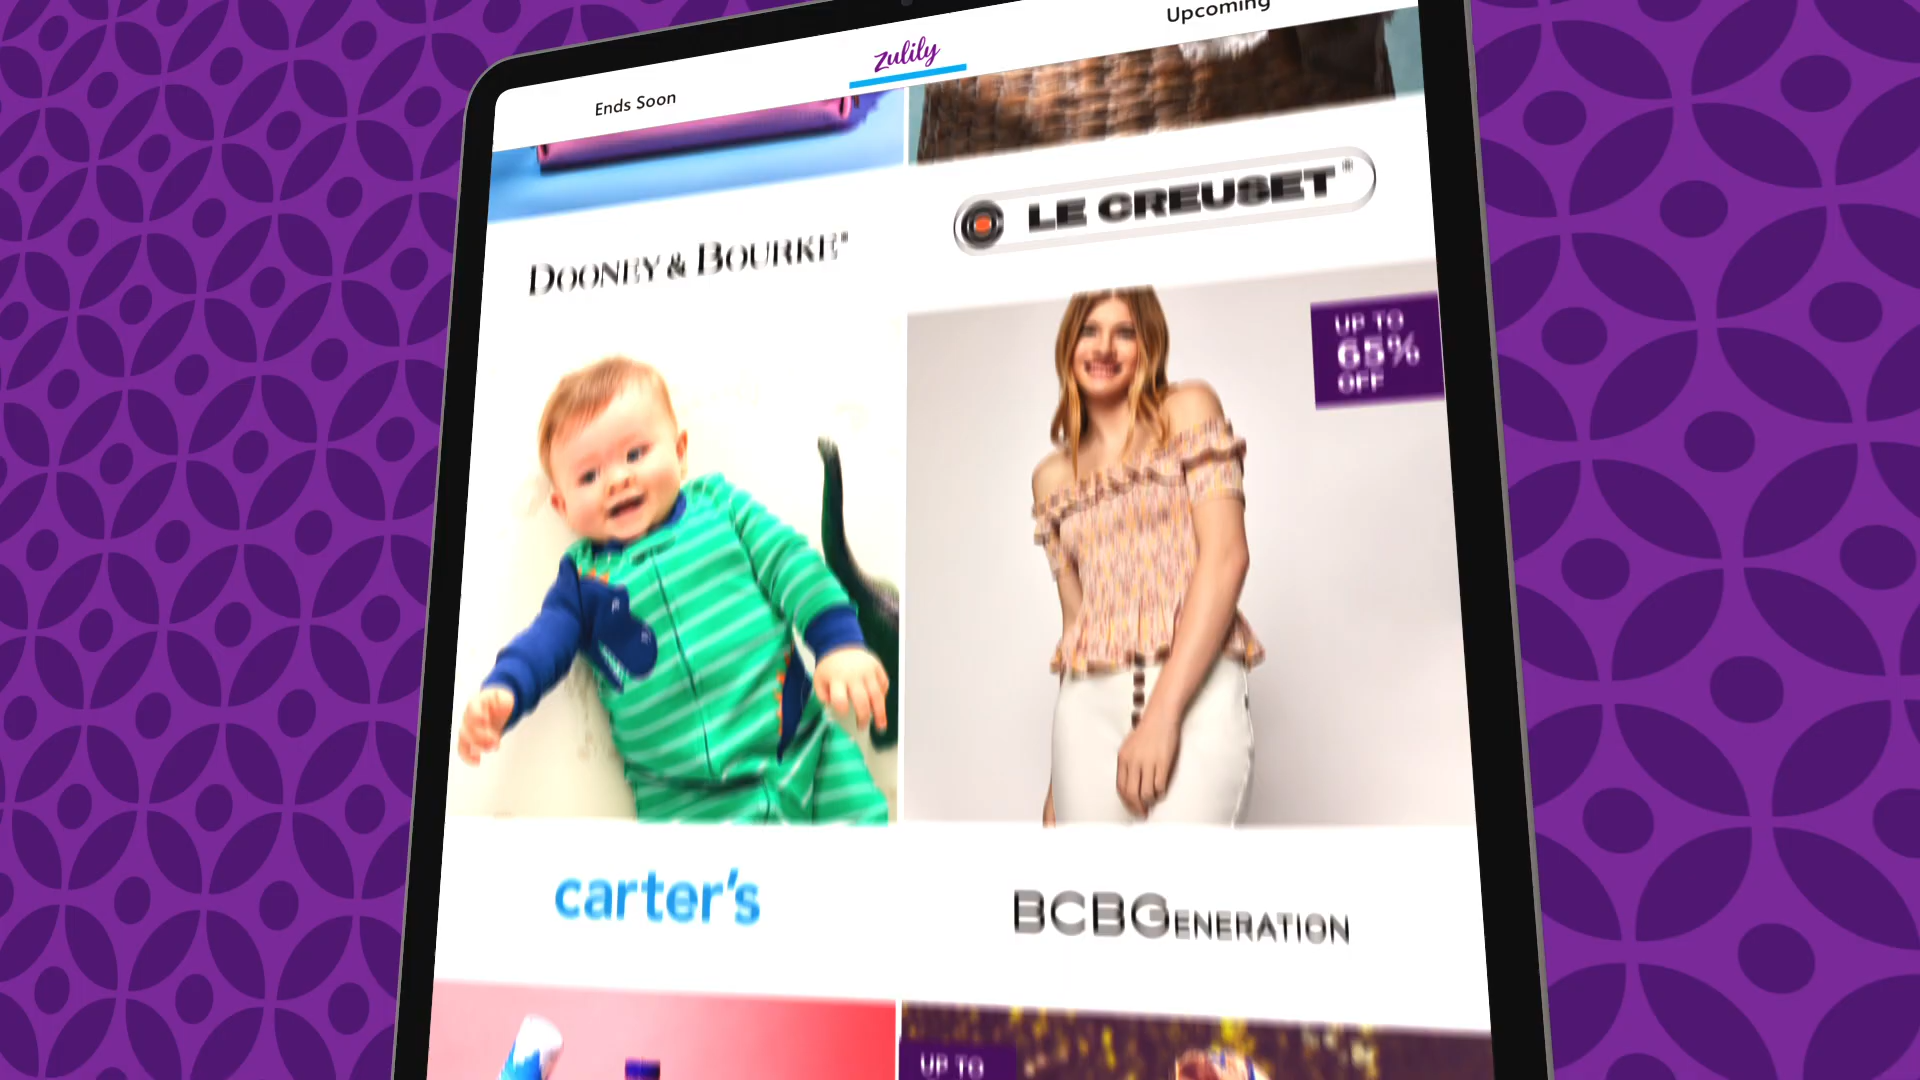 Ends Soon
zulily
Upcoming
DOONEY & BOURKE®
LE CREUSET®
UP TO
65%
OFF
carter's
BCBGENERATION
UP TO